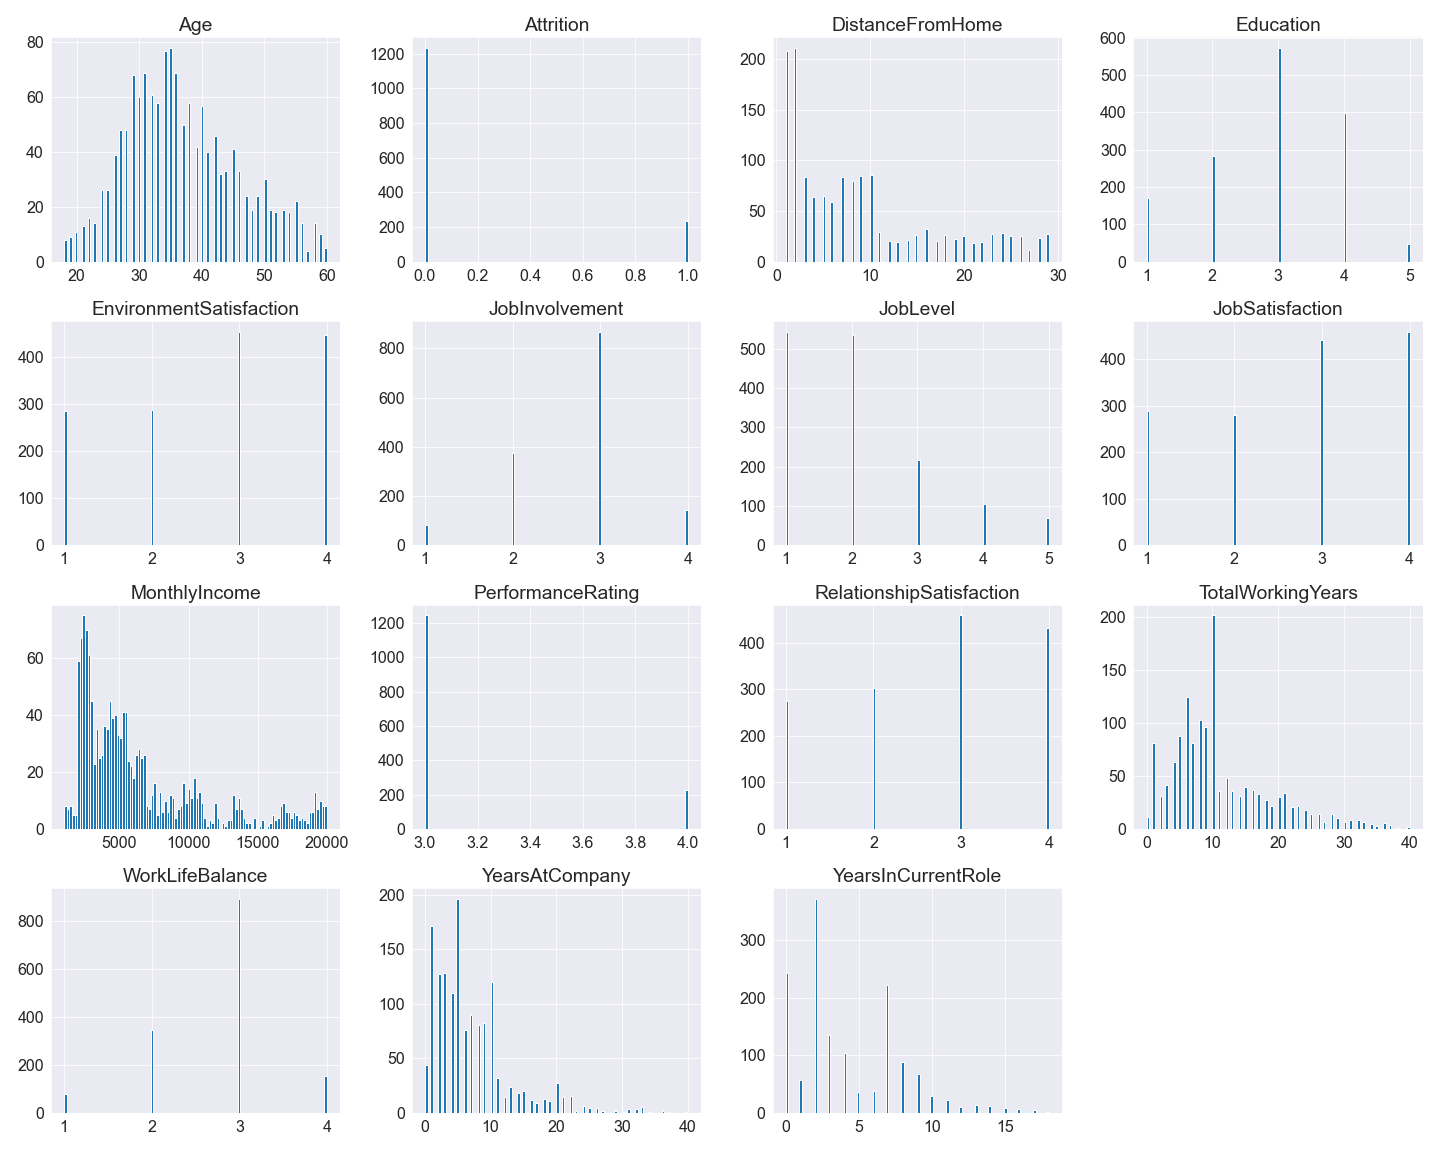 Age
Attrition
DistanceFromHome
Education
80
60
40
20
0
20 30 40 50 60
1200
1000
800
600
400
200
0
0.0 0.2 0.4 0.6 0.8 1.0
200
150
100
50
0
0 10 20 30
600
500
400
300
200
100
0
1 2 3 4 5
EnvironmentSatisfaction
JobInvolvement
JobLevel
JobSatisfaction
400
300
200
100
0
1 2 3 4
800
600
400
200
0
1 2 3 4
500
400
300
200
100
0
1 2 3 4 5
400
300
200
100
0
1 2 3 4
MonthlyIncome
PerformanceRating
RelationshipSatisfaction
TotalWorkingYears
60
40
20
0
5000 10000 15000 20000
1200
1000
800
600
400
200
0
3.0 3.2 3.4 3.6 3.8 4.0
400
300
200
100
0
1 2 3 4
200
150
100
50
0
0 10 20 30 40
WorkLifeBalance
YearsAtCompany
YearsInCurrentRole
800
600
400
200
0
1 2 3 4
200
150
100
50
0
0 10 20 30 40
300
200
100
0
0 5 10 15